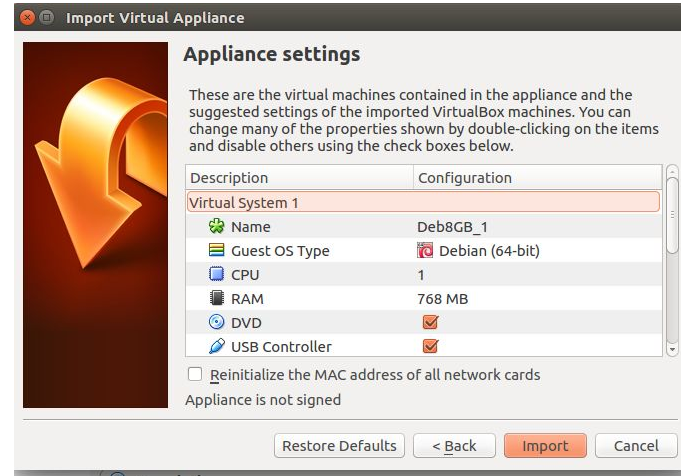 Import Virtual Appliance
Appliance settings
These are the virtual machines contained in the appliance and the
suggested settings of the imported VirtualBox machines. You can
change many of the properties shown by double-clicking on the items
and disable others using the check boxes below.
Description Configuration
Virtual System 1
Name Deb8GB_1
Guest OS Type Debian (64-bit)
CPU 1
RAM 768 MB
DVD
USB Controller
Reinitialize the MAC address of all network cards
Appliance is not signed
Restore Defaults < Back Import Cancel